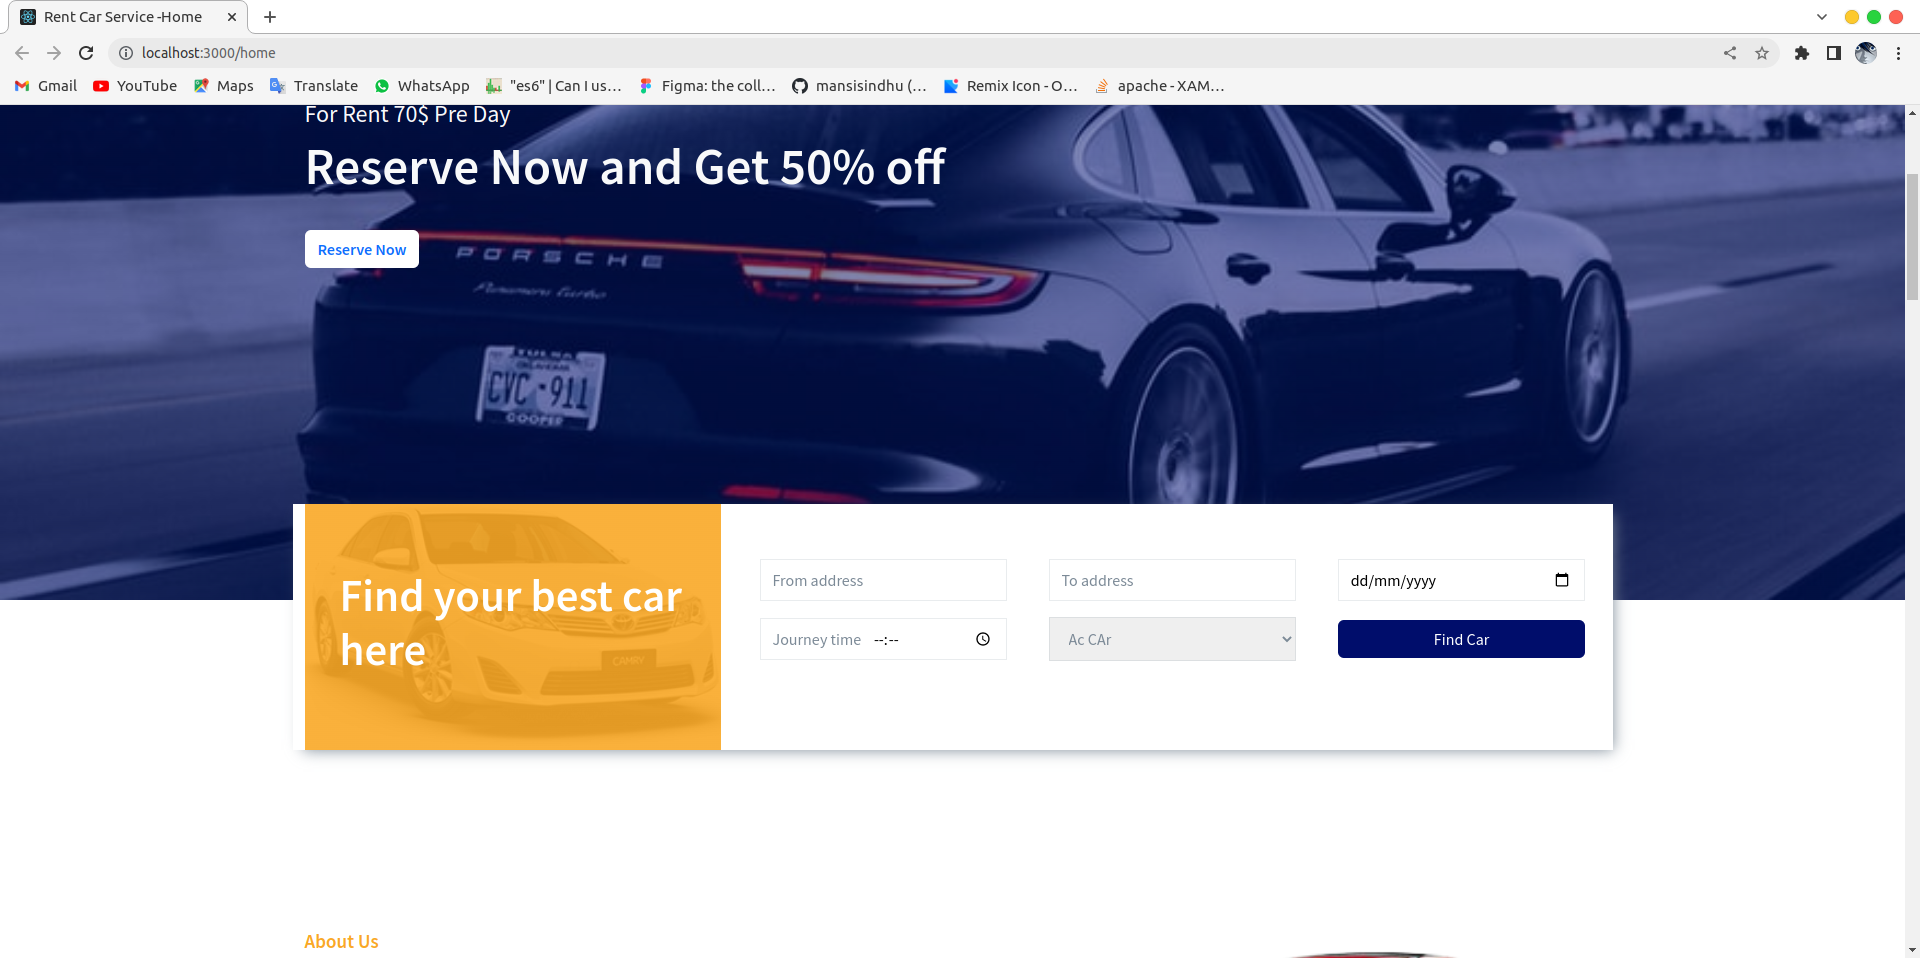 Rent Car Service -Home
localhost:3000/home
Gmail
YouTube
Maps
Translate
WhatsApp
"es6" | Can I us...
Figma: the coll...
mansisindhu (...
Remix Icon - O...
apache - XAM...
For Rent 70$ Pre Day
Reserve Now and Get 50% off
Reserve Now
PORSCHE
Panamera turbo
OKLAHOMA
CVC-911
COOPER
Find your best car
here
CAMRY
From address
To address
dd/mm/yyyy
Journey time --:--
Ac CAr
Find Car
About Us